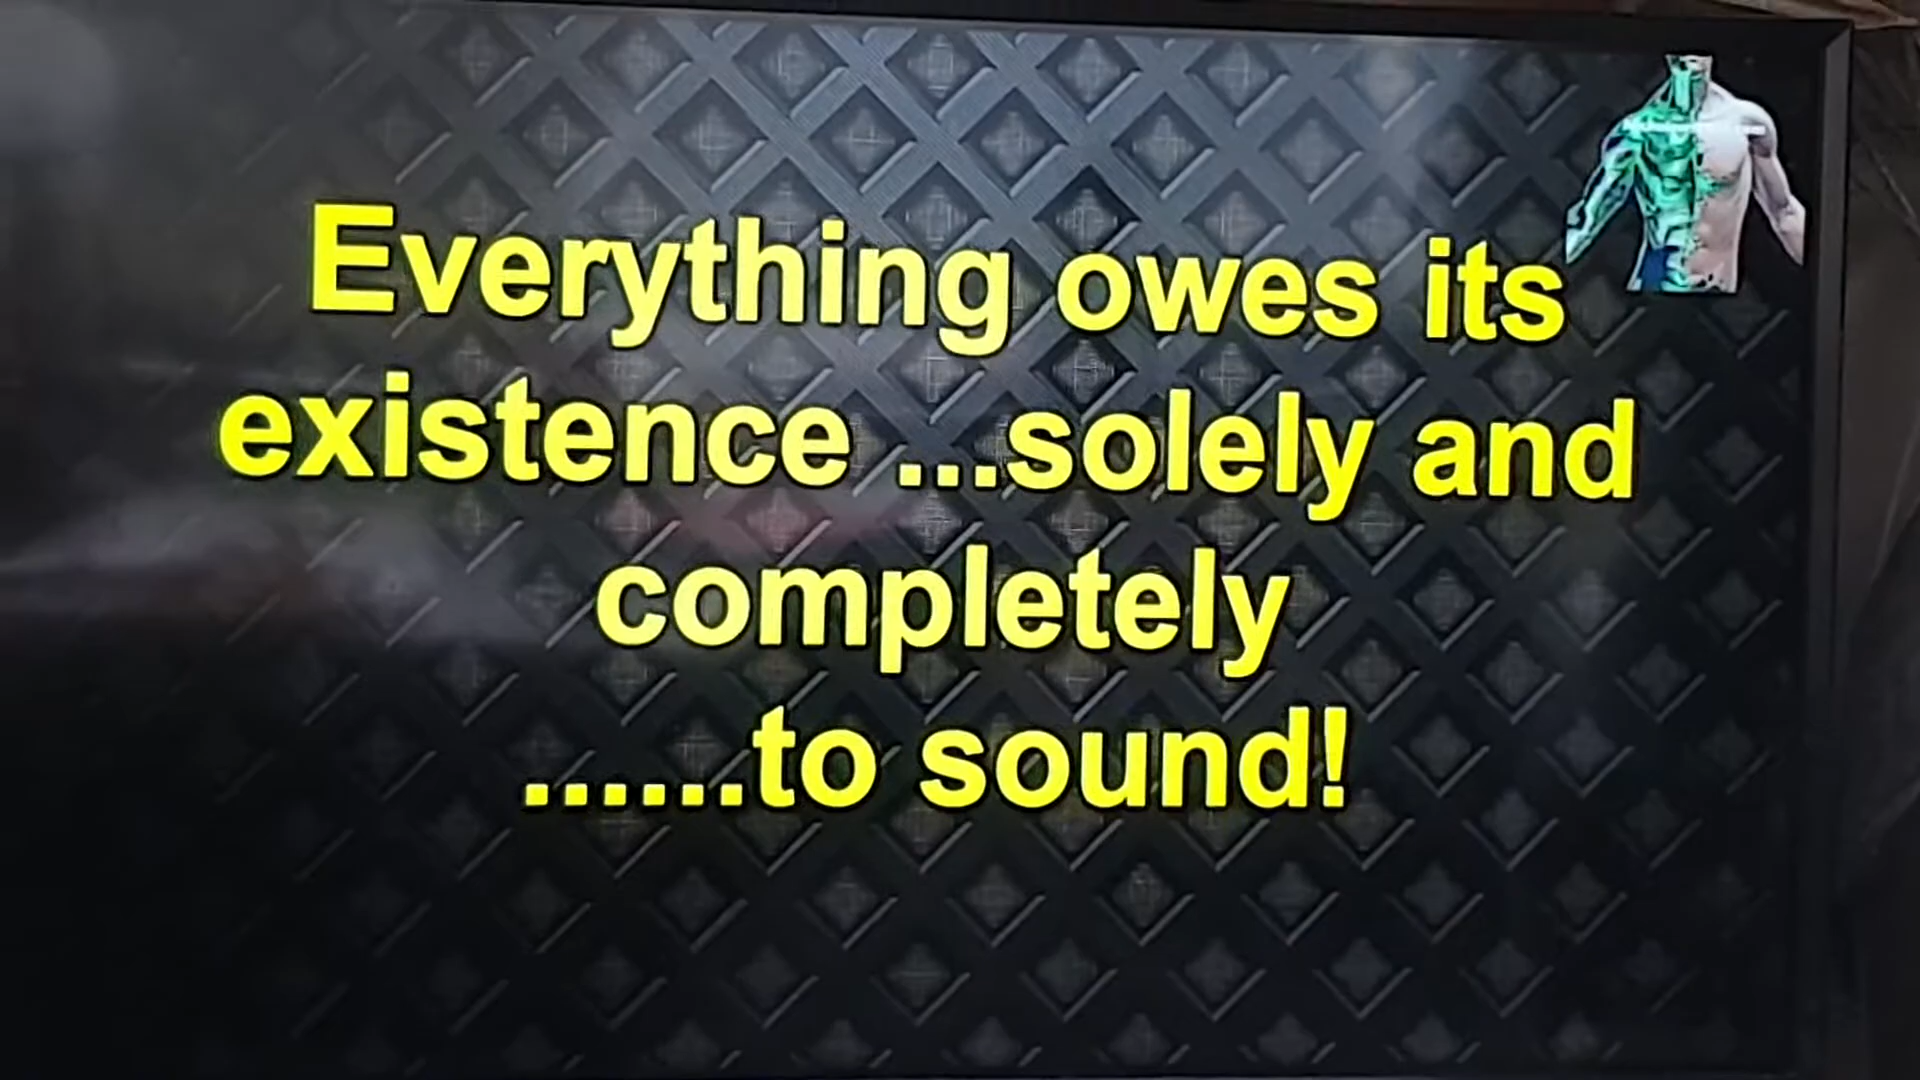 Everything owes its
existence ...solely and
completely
......to sound!